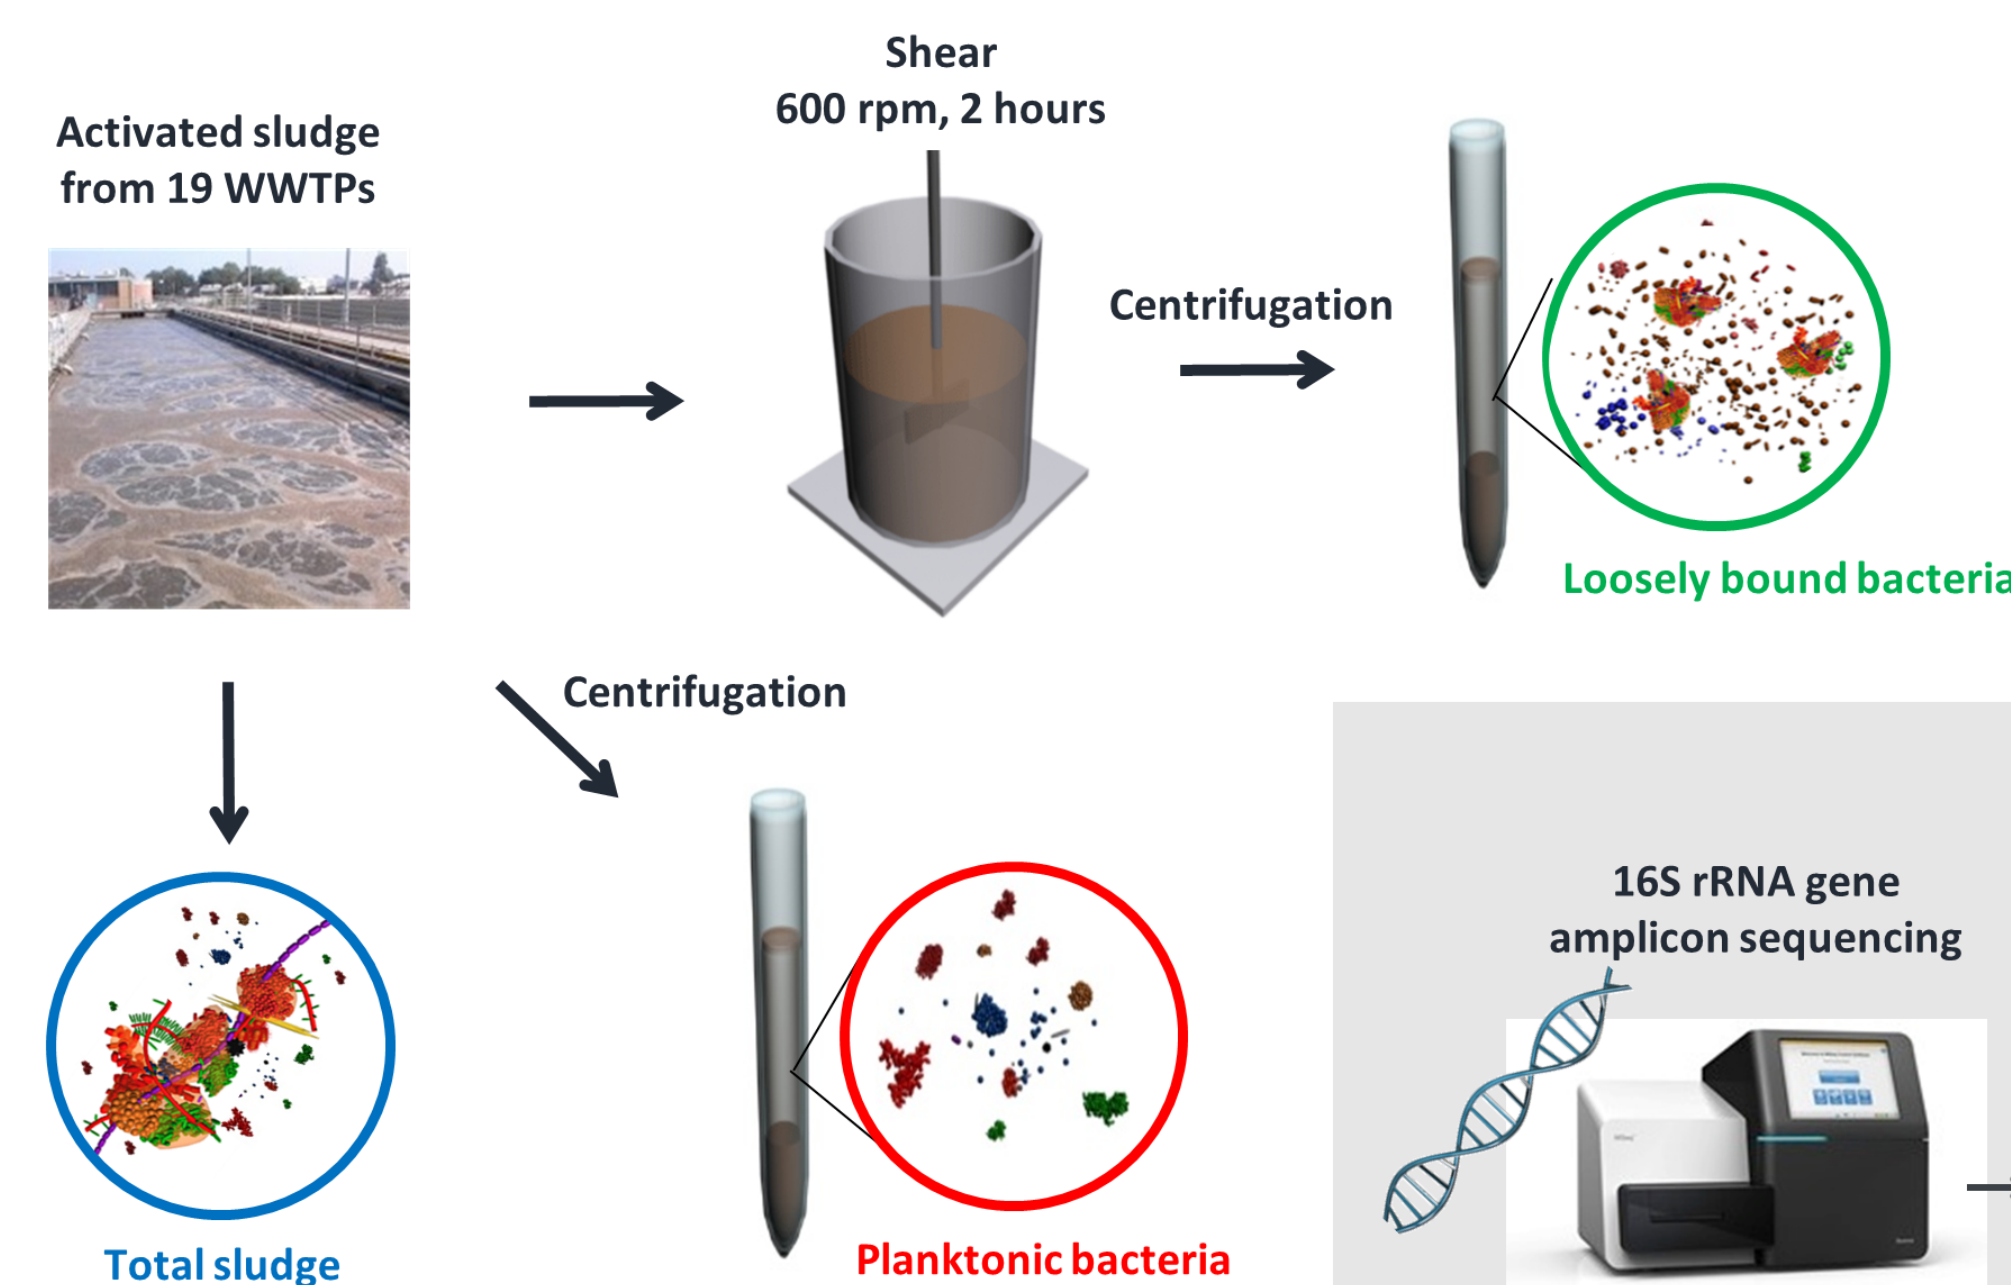 Shear
600 rpm, 2 hours
Activated sludge
from 19 WWTPs
Centrifugation
Loosely bound bacteria
Centrifugation
16S rRNA gene
amplicon sequencing
Total sludge
Planktonic bacteria